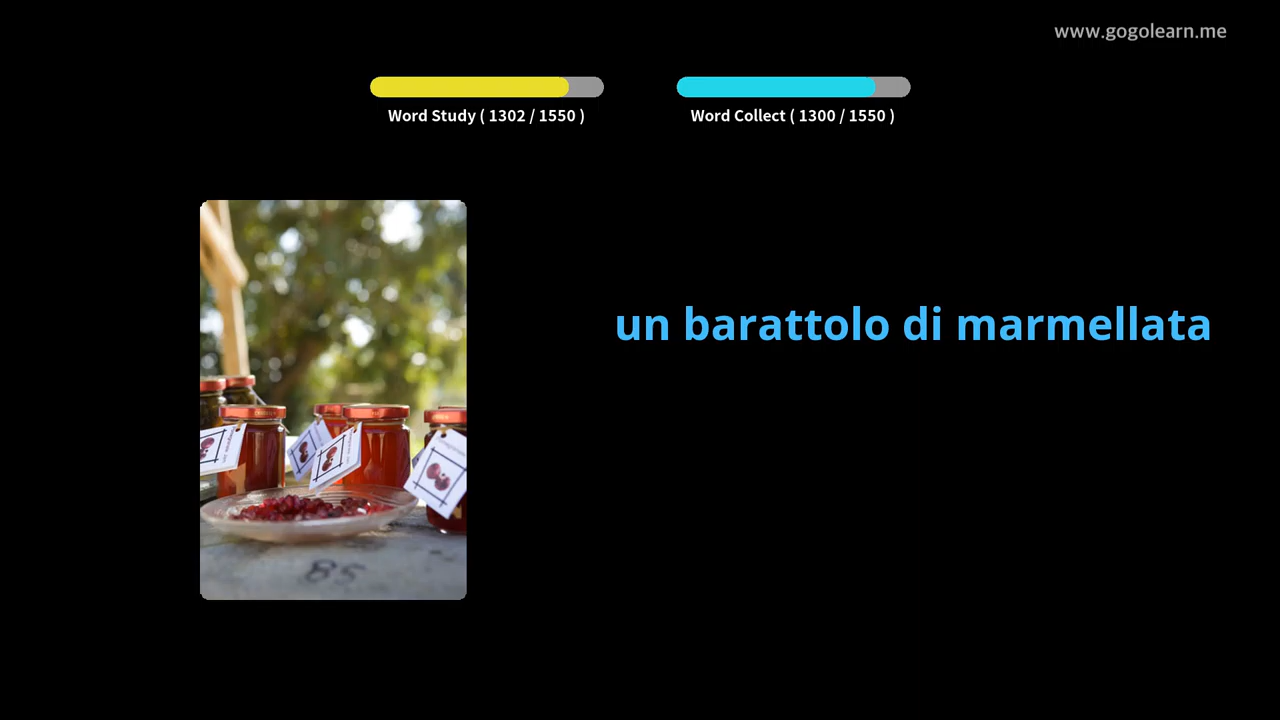 www.gogolearn.me
Word Study ( 1302 / 1550 )
Word Collect ( 1300 / 1550 )
un barattolo di marmellata
85